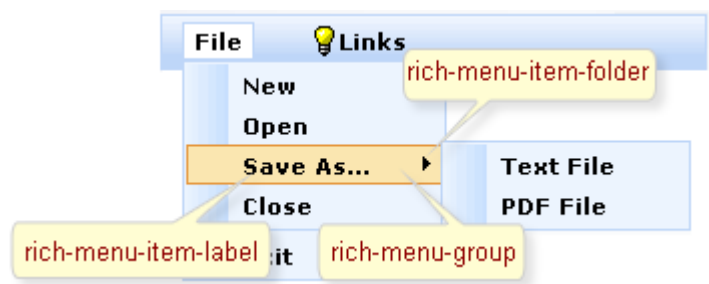 File Links
rich-menu-item-folder
New
Open
Save As... Text File
Close PDF File
rich-menu-item-label rich-menu-group